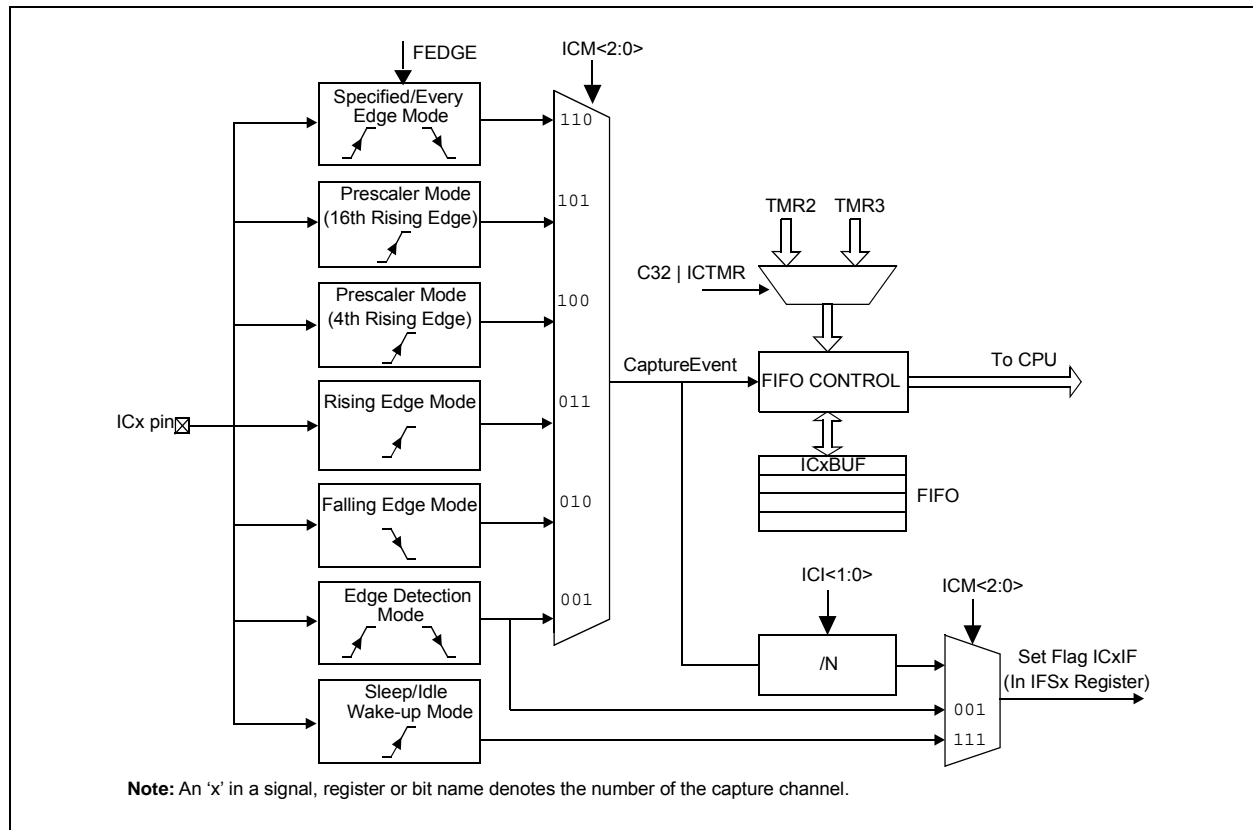 FEDGE
ICM<2:0>
Specified/Every
Edge Mode
110
Prescaler Mode
(16th Rising Edge)
101
TMR2
TMR3
C32 | ICTMR
Prescaler Mode
(4th Rising Edge)
100
CaptureEvent
FIFO CONTROL
To CPU
ICx pin
Rising Edge Mode
011
ICxBUF
FIFO
Falling Edge Mode
010
ICI<1:0>
ICM<2:0>
Edge Detection
Mode
001
/N
Set Flag ICxIF
(In IFSx Register)
Sleep/Idle
Wake-up Mode
001
111
Note: An ‘x’ in a signal, register or bit name denotes the number of the capture channel.